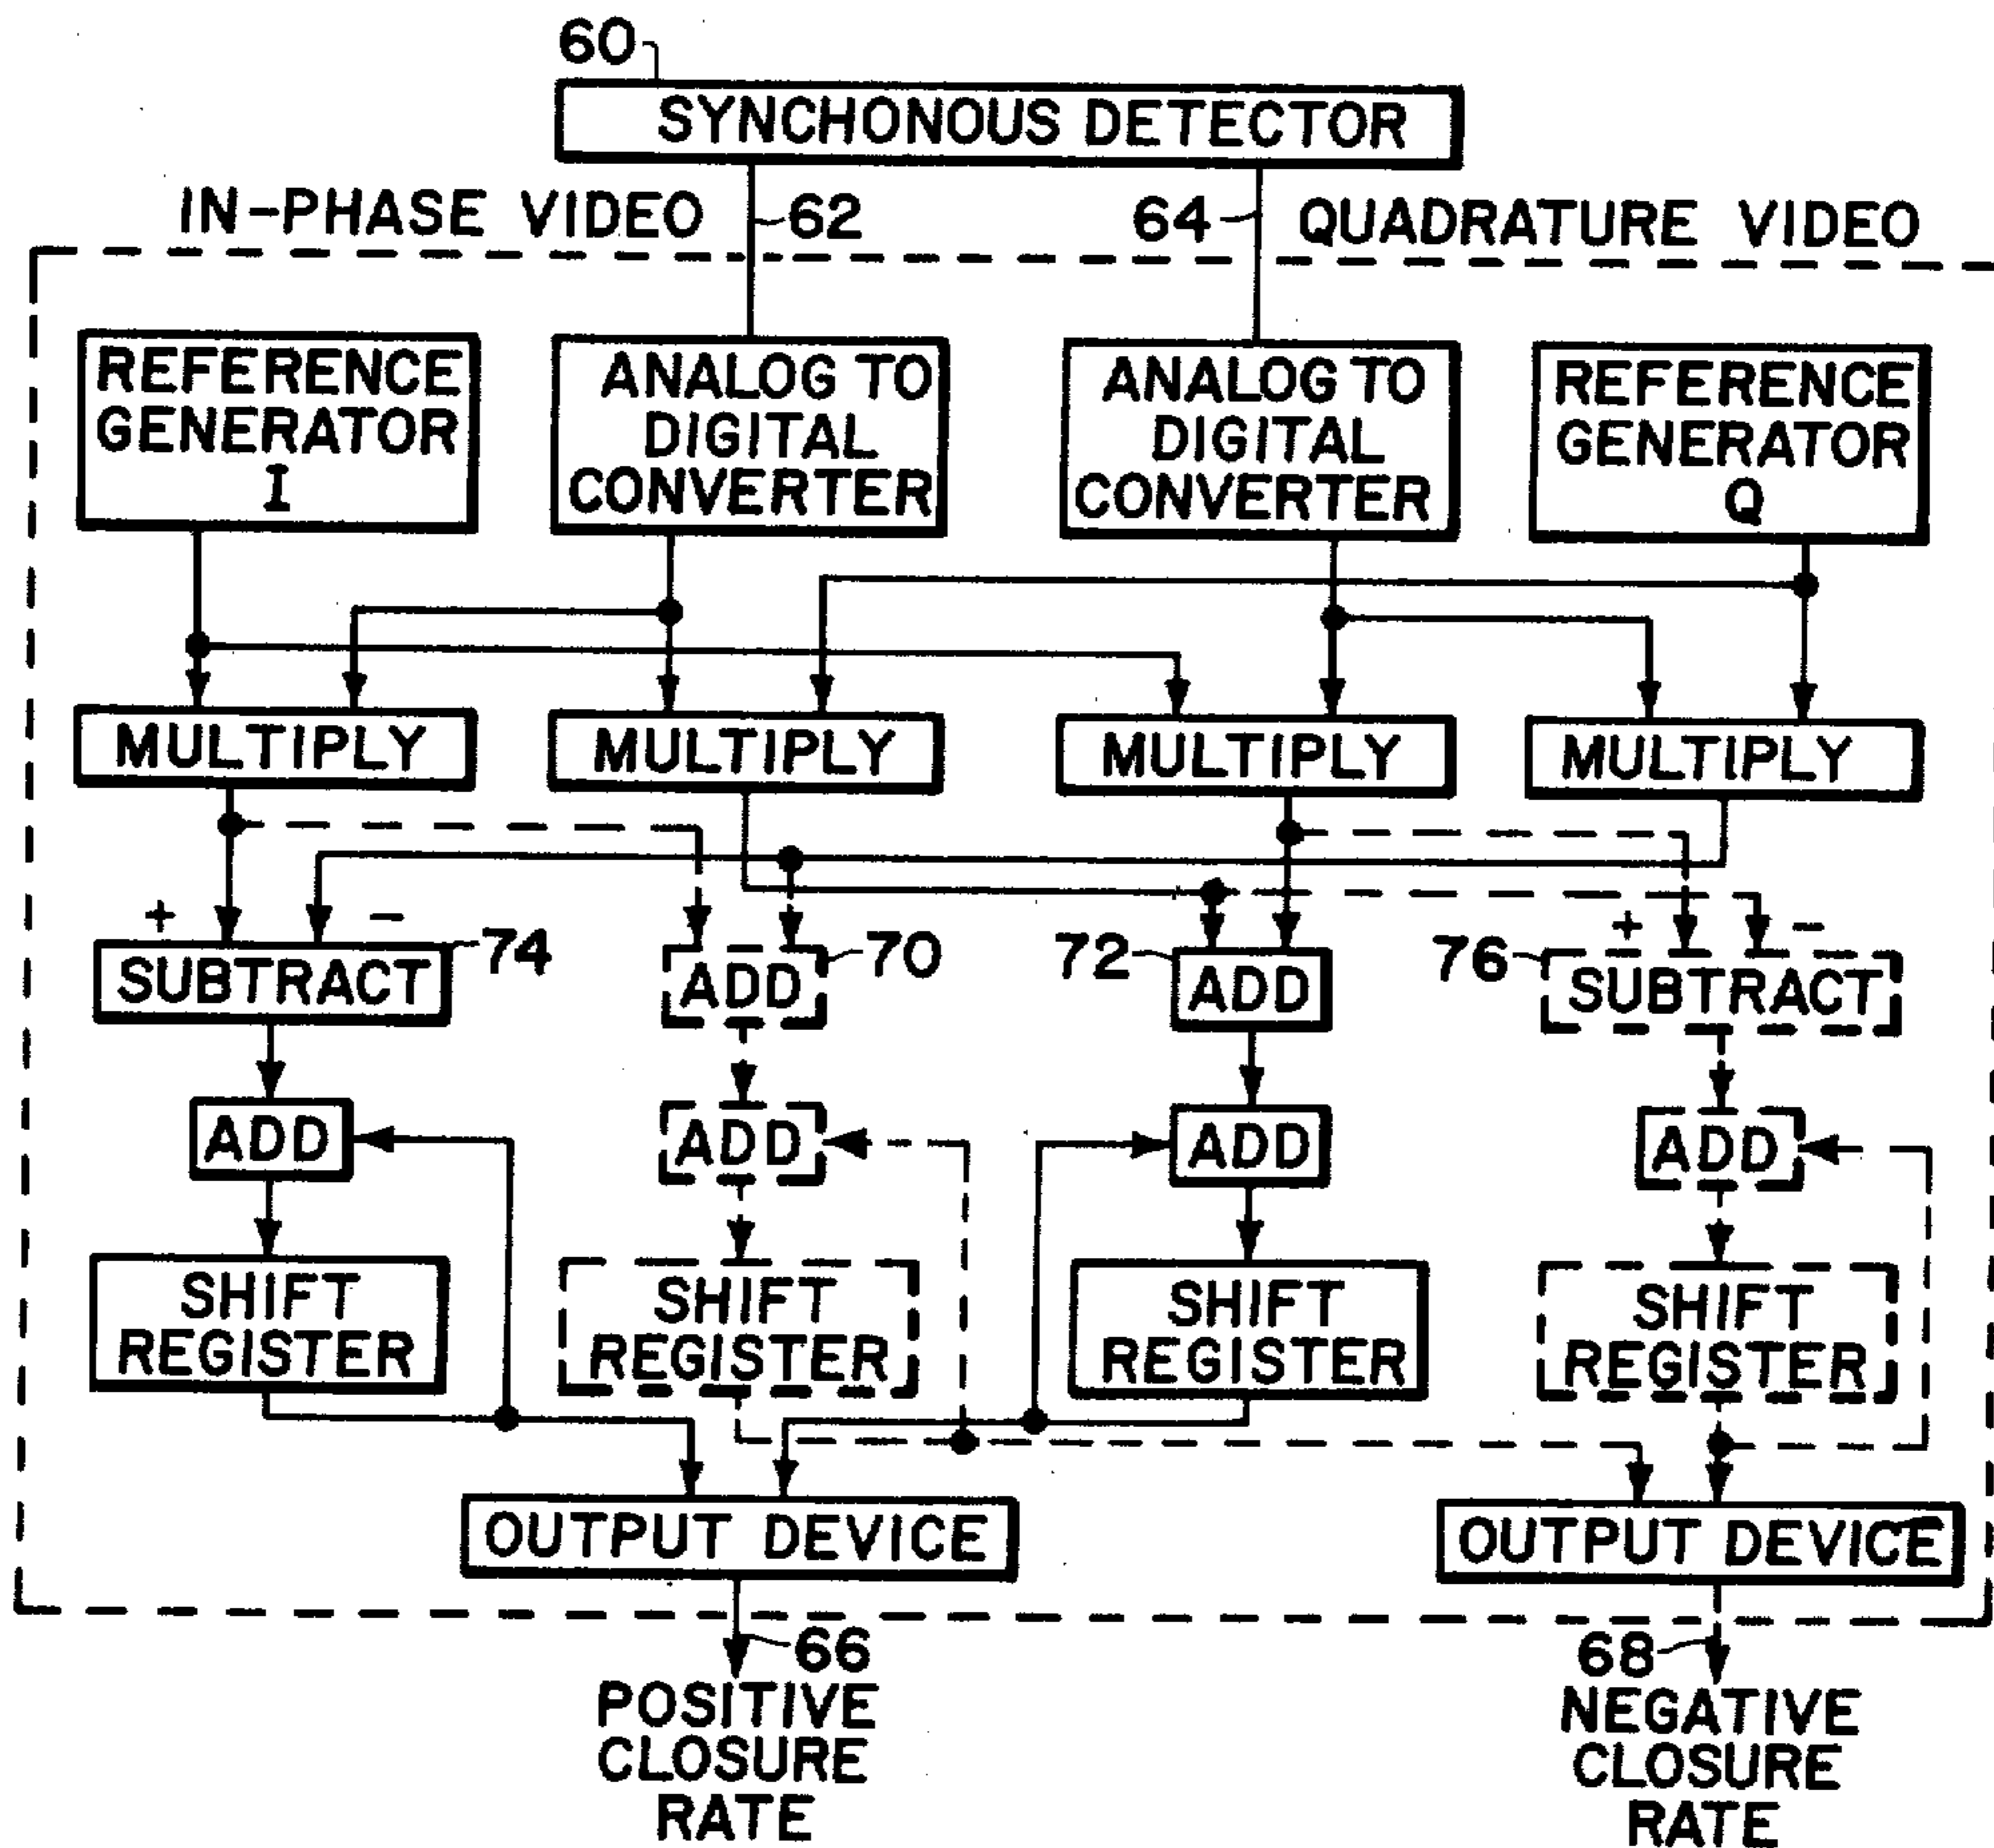 60
SYNCHONOUS DETECTOR
IN-PHASE VIDEO
62
64
QUADRATURE VIDEO
REFERENCE
GENERATOR
I
ANALOG TO
DIGITAL
CONVERTER
ANALOG TO
DIGITAL
CONVERTER
REFERENCE
GENERATOR
Q
MULTIPLY
MULTIPLY
MULTIPLY
MULTIPLY
+
-
SUBTRACT
74
ADD
70
72
ADD
76
+
-
SUBTRACT
ADD
ADD
ADD
ADD
SHIFT
REGISTER
SHIFT
REGISTER
SHIFT
REGISTER
SHIFT
REGISTER
OUTPUT DEVICE
OUTPUT DEVICE
66
POSITIVE
CLOSURE
RATE
68
NEGATIVE
CLOSURE
RATE